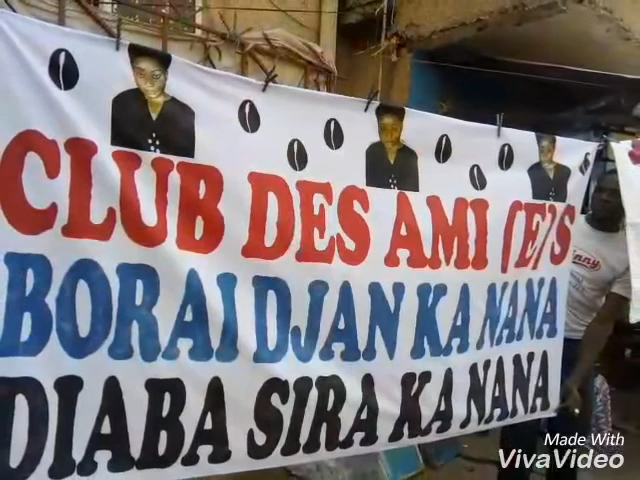 CLUB DES AMI (E)S
BORAI DJAN KA NANA
DIABA SIRA KA NANA
Made With
VivaVideo